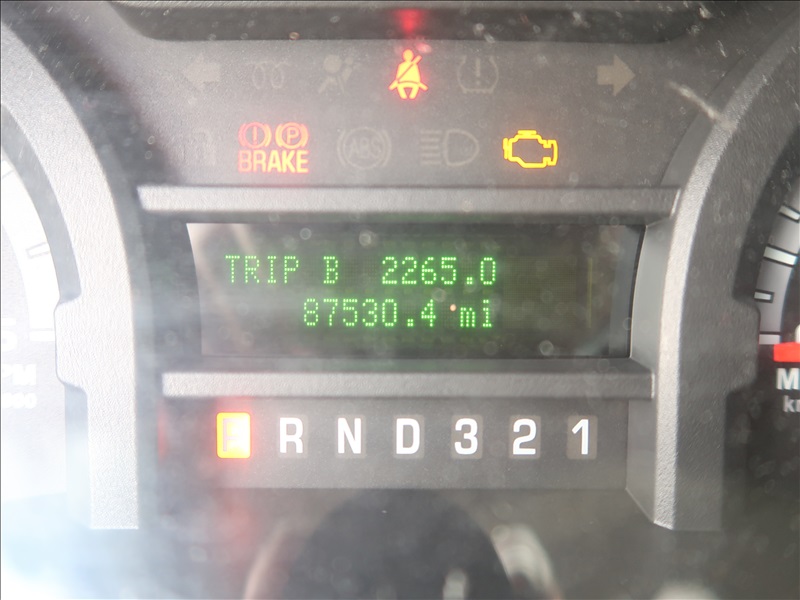 BRAKE
ABS
TRIP B 2265.0
87530.4 mi
R N D 3 2 1